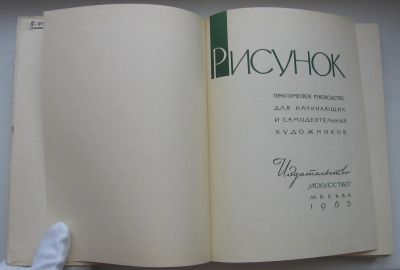 РИСУНОК
ПРАКТИЧЕСКОЕ РУКОВОДСТВО
ДЛЯ НАЧИНАЮЩИХ
И САМОДЕЯТЕЛЬНЫХ
ХУДОЖНИКОВ
Издательство
„ИСКУССТВО"
МОСКВА
1965